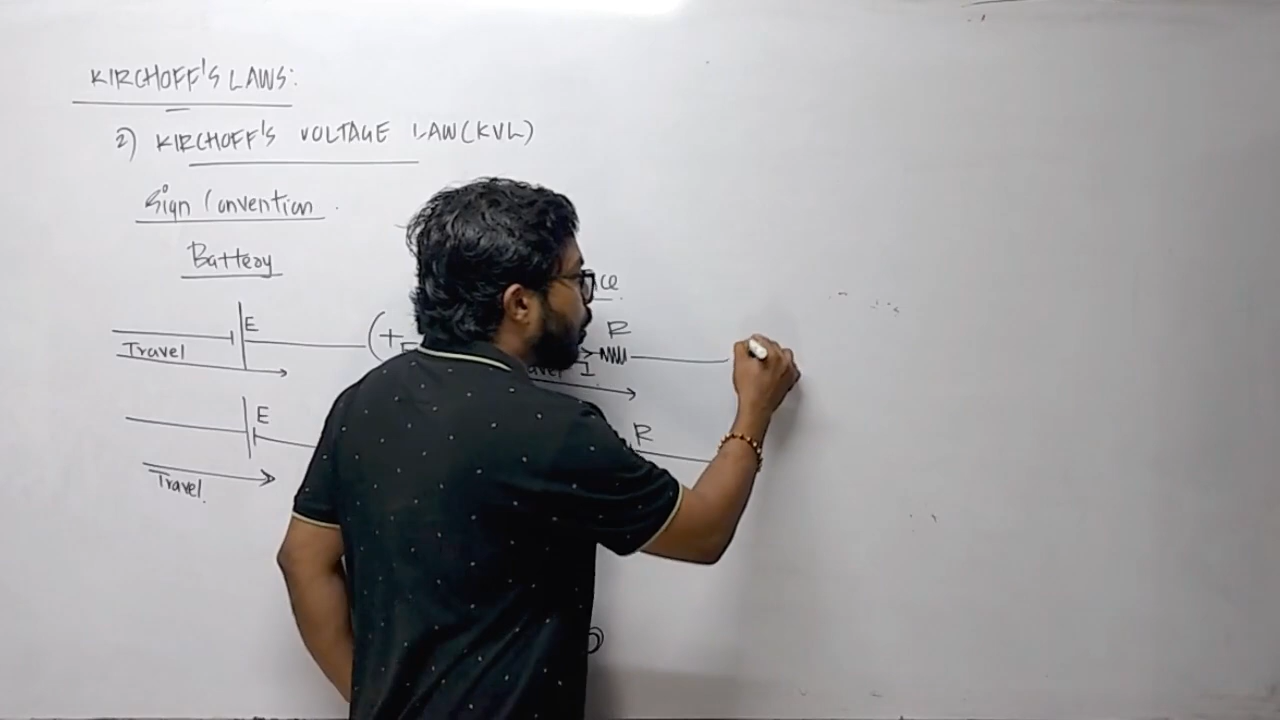 KIRCHOFF'S LAWS:
2) KIRCHOFF'S VOLTAGE LAW(KVL)
Sign Convention
Battery
E
(+
R
Travel
I
E
R
Travel